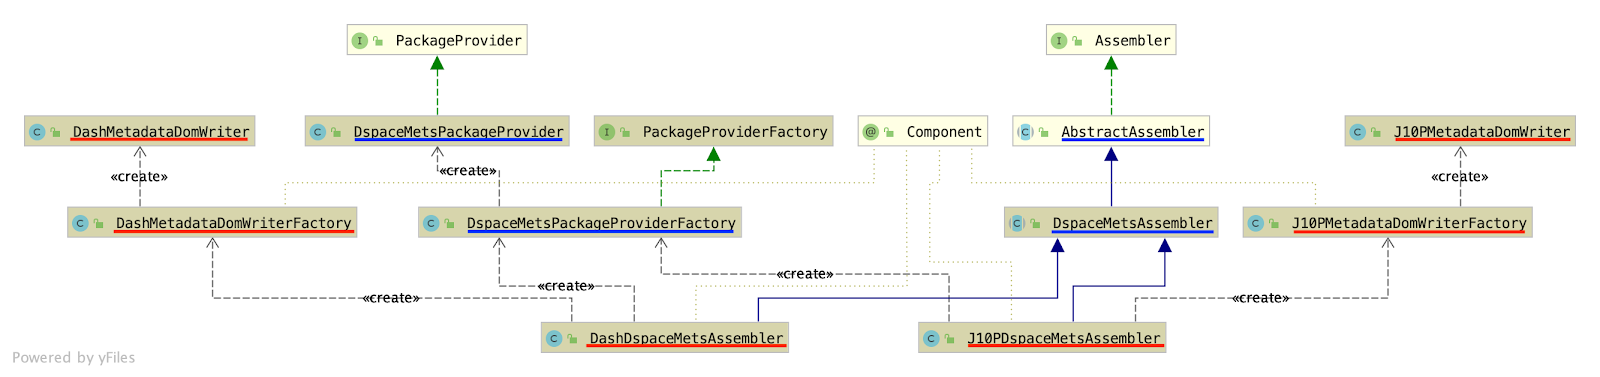 I PackageProvider
I Assembler
C DashMetadataDomWriter
C DspaceMetsPackageProvider
I PackageProviderFactory
@ Component
C AbstractAssembler
C J10PMetadataDomWriter
«create»
«create»
«create»
C DashMetadataDomWriterFactory
C DspaceMetsPackageProviderFactory
C DspaceMetsAssembler
C J10PMetadataDomWriterFactory
«create»
«create»
«create»
«create»
C DashDspaceMetsAssembler
C J10PDspaceMetsAssembler
Powered by yFiles